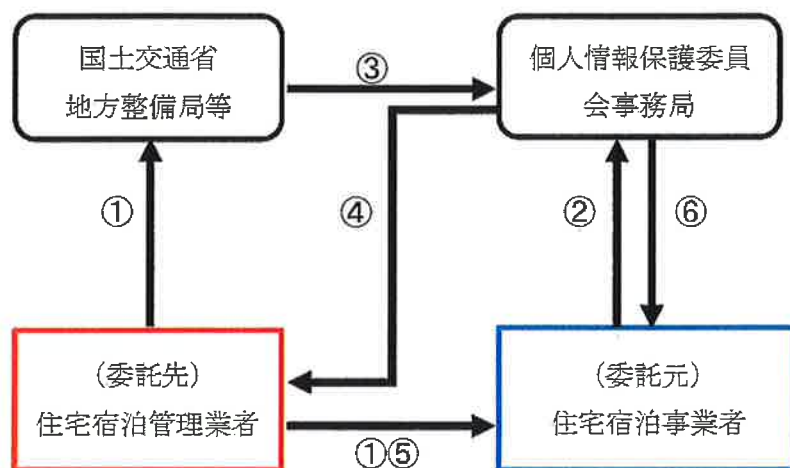 国土交通省
地方整備局等
③
個人情報保護委員
会事務局
①
④
②
⑥
(委託先)
住宅宿泊管理業者
①⑤
(委託元)
住宅宿泊事業者